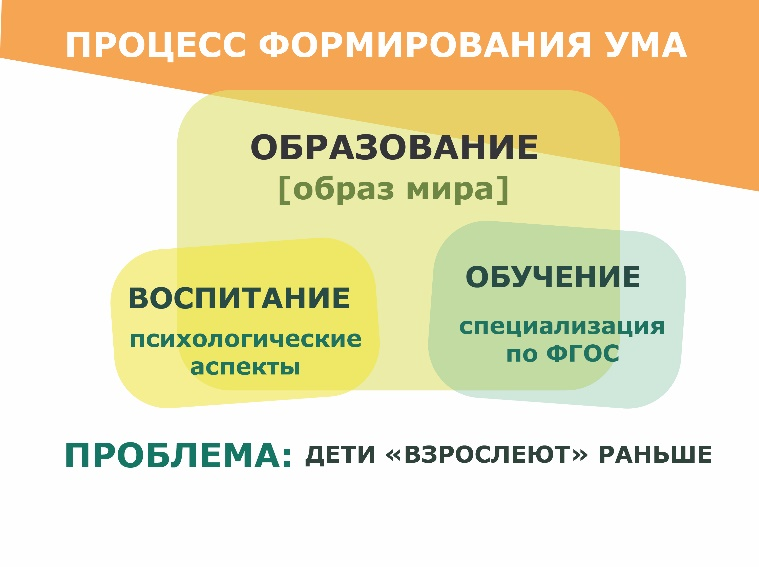 ПРОЦЕСС ФОРМИРОВАНИЯ УМА
ОБРАЗОВАНИЕ
[образ мира]
ВОСПИТАНИЕ
психологические
аспекты
ОБУЧЕНИЕ
специализация
по ФГОС
ПРОБЛЕМА: ДЕТИ «ВЗРОСЛЕЮТ» РАНЬШЕ